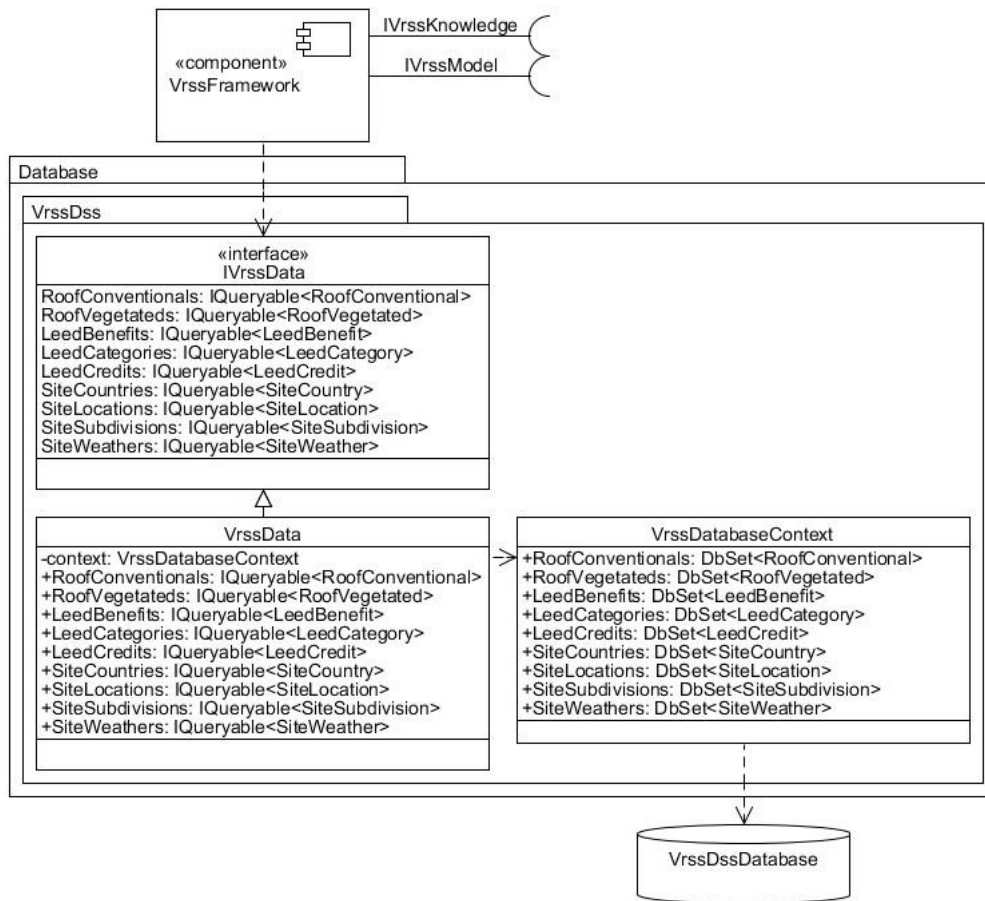 IVrssKnowledge
«component»
VrssFramework
IVrssModel
Database
VrssDss
«interface»
IVrssData
RoofConventionals: IQueryable<RoofConventional>
RoofVegetateds: IQueryable<RoofVegetated>
LeedBenefits: IQueryable<LeedBenefit>
LeedCategories: IQueryable<LeedCategory>
LeedCredits: IQueryable<LeedCredit>
SiteCountries: IQueryable<SiteCountry>
SiteLocations: IQueryable<SiteLocation>
SiteSubdivisions: IQueryable<SiteSubdivision>
SiteWeathers: IQueryable<SiteWeather>
VrssData
-context: VrssDatabaseContext
+RoofConventionals: IQueryable<RoofConventional>
+RoofVegetateds: IQueryable<RoofVegetated>
+LeedBenefits: IQueryable<LeedBenefit>
+LeedCategories: IQueryable<LeedCategory>
+LeedCredits: IQueryable<LeedCredit>
+SiteCountries: IQueryable<SiteCountry>
+SiteLocations: IQueryable<SiteLocation>
+SiteSubdivisions: IQueryable<SiteSubdivision>
+SiteWeathers: IQueryable<SiteWeather>
VrssDatabaseContext
+RoofConventionals: DbSet<RoofConventional>
+RoofVegetateds: DbSet<RoofVegetated>
+LeedBenefits: DbSet<LeedBenefit>
+LeedCategories: DbSet<LeedCategory>
+LeedCredits: DbSet<LeedCredit>
+SiteCountries: DbSet<SiteCountry>
+SiteLocations: DbSet<SiteLocation>
+SiteSubdivisions: DbSet<SiteSubdivision>
+SiteWeathers: DbSet<SiteWeather>
VrssDssDatabase